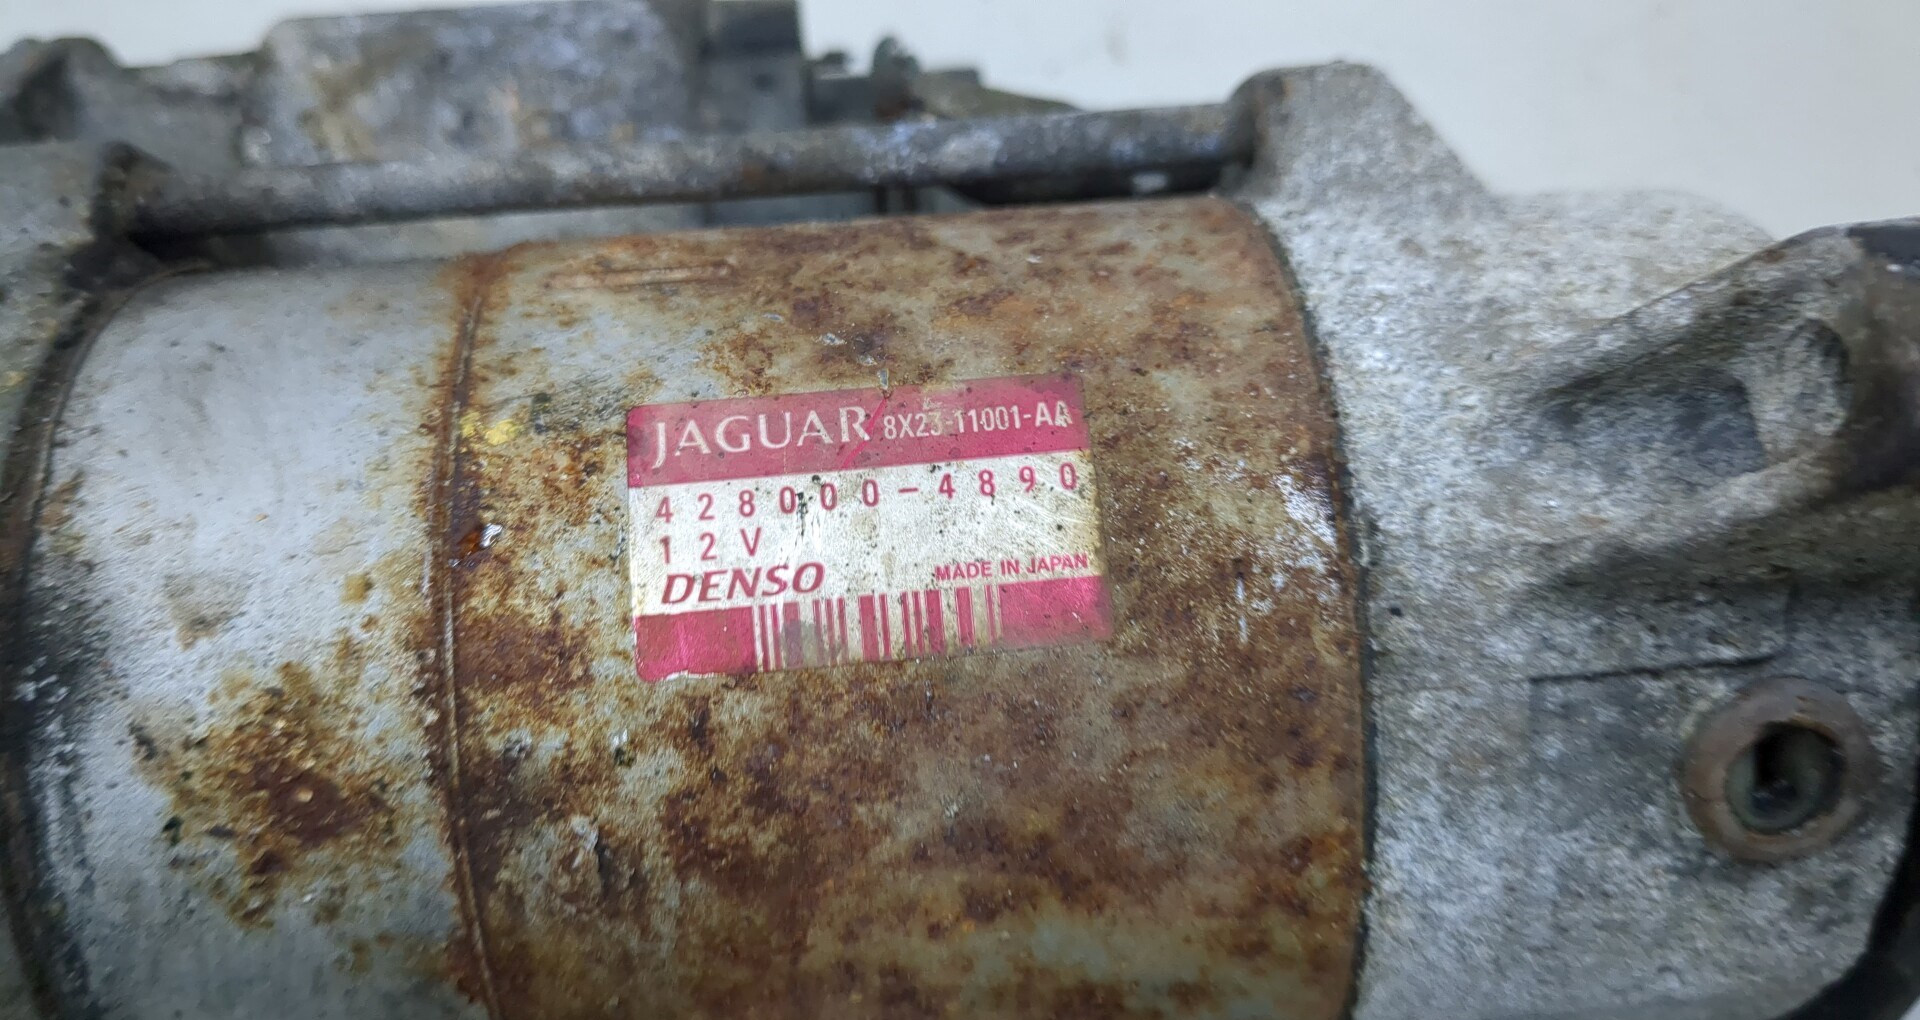 JAGUAR 8X23-11001-AA
428000-4890
12V
DENSO MADE IN JAPAN